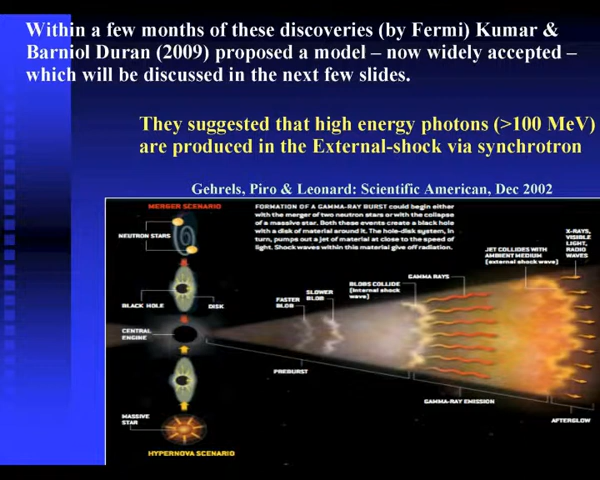 Within a few months of these discoveries (by Fermi) Kumar &
Barniol Duran (2009) proposed a model – now widely accepted –
which will be discussed in the next few slides.
They suggested that high energy photons (>100 MeV)
are produced in the External-shock via synchrotron
Gehrels, Piro & Leonard: Scientific American, Dec 2002
MERGER SCENARIO
NEUTRON STARS
BLACK HOLE
DISK
CENTRAL
ENGINE
MASSIVE
STAR
HYPERNOVA SCENARIO
FORMATION OF A GAMMA-RAY BURST could begin either
with the merger of two neutron stars or with the collapse
of a massive star. Both these events create a black hole
with a disk of material around it. The hole-disk system, in
turn, pumps out a jet of material at close to the speed of
light. Shock waves within this material give off radiation.
FASTER
BLOB
SLOWER
BLOB
PREBURST
BLOBS COLLIDE
(internal shock
wave)
GAMMA RAYS
GAMMA-RAY EMISSION
JET COLLIDES WITH
AMBIENT MEDIUM
(external shock wave)
X-RAYS,
VISIBLE
LIGHT,
RADIO
WAVES
AFTERGLOW